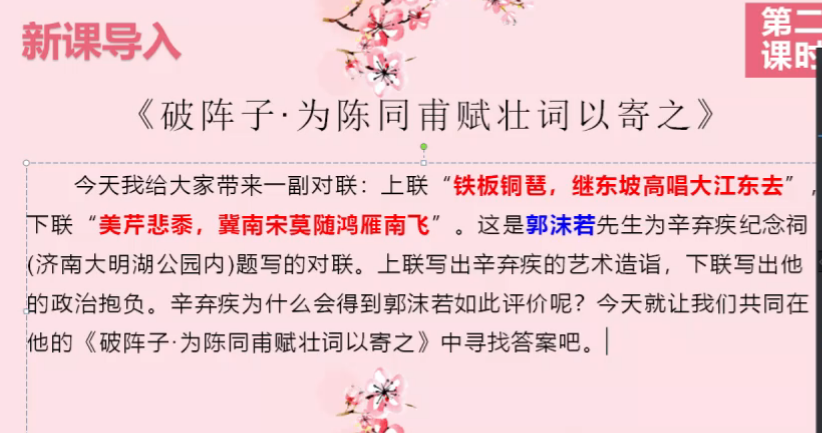 新课导入
第二
课时
《破阵子·为陈同甫赋壮词以寄之》
今天我给大家带来一副对联：上联“铁板铜琶，继东坡高唱大江东去”，
下联“美芹悲黍，冀南宋莫随鸿雁南飞”。这是郭沫若先生为辛弃疾纪念祠
(济南大明湖公园内)题写的对联。上联写出辛弃疾的艺术造诣，下联写出他
的政治抱负。辛弃疾为什么会得到郭沫若如此评价呢？今天就让我们共同在
他的《破阵子·为陈同甫赋壮词以寄之》中寻找答案吧。